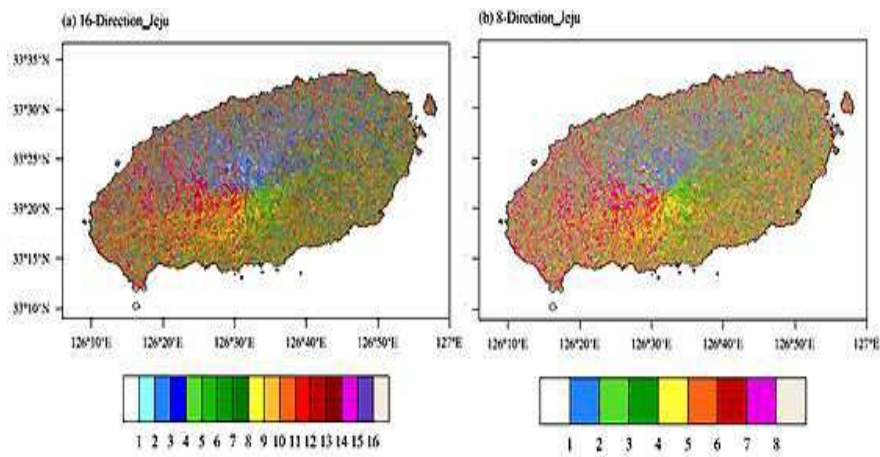 (a) 16-Direction_Jeju
(b) 8-Direction_Jeju
33°35'N
33°30'N
33°25'N
33°20'N
33°15'N
33°10'N
126°10'E 126°20'E 126°30'E 126°40'E 126°50'E 127°E
126°10'E 126°20'E 126°30'E 126°40'E 126°50'E 127°E
1 2 3 4 5 6 7 8 9 10 11 12 13 14 15 16
1 2 3 4 5 6 7 8